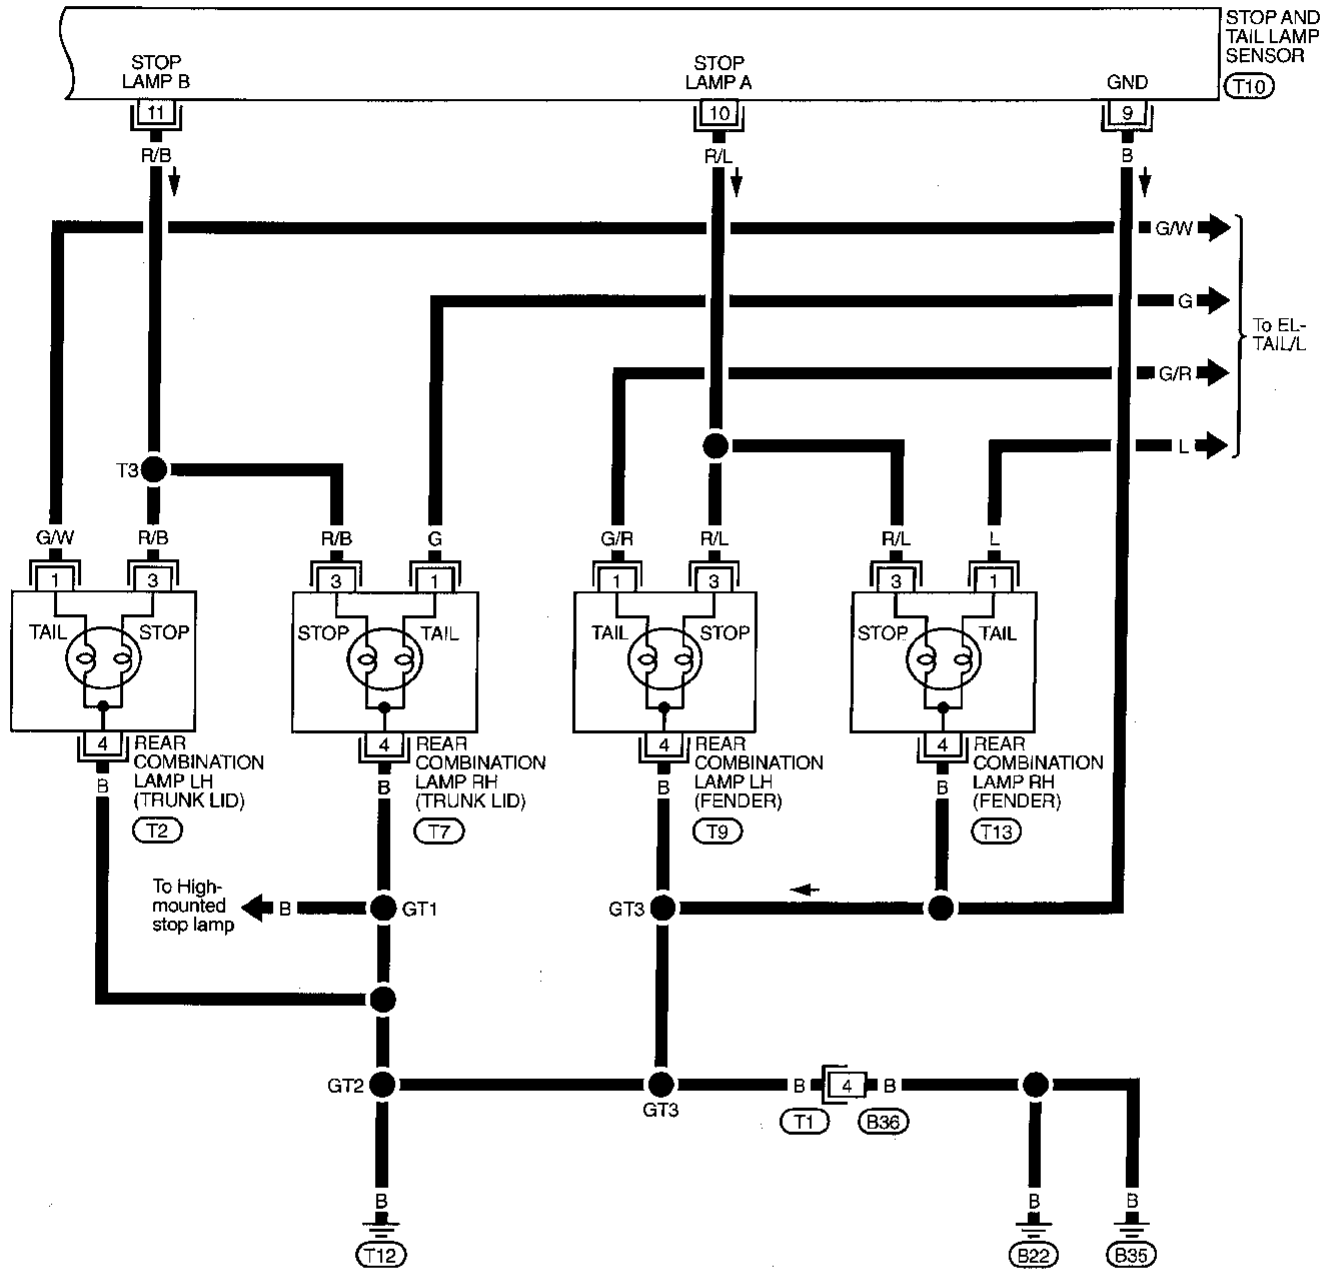 STOP AND
TAIL LAMP
SENSOR
T10
STOP
LAMP B
STOP
LAMP A
GND
11
10
9
R/B
R/L
B
G/W
G
To EL-
TAIL/L
G/R
L
T3
G/W
R/B
R/B
G
G/R
R/L
R/L
L
1
3
3
1
1
3
3
1
TAIL
STOP
STOP
TAIL
TAIL
STOP
STOP
TAIL
4
REAR
COMBINATION
LAMP LH
(TRUNK LID)
B
T2
4
REAR
COMBINATION
LAMP RH
(TRUNK LID)
B
T7
4
REAR
COMBINATION
LAMP LH
(FENDER)
B
T9
4
REAR
COMBINATION
LAMP RH
(FENDER)
B
T13
To High-
mounted
stop lamp
B
GT1
GT3
GT2
GT3
B
4
B
T1
B36
B
B
B
T12
B22
B35